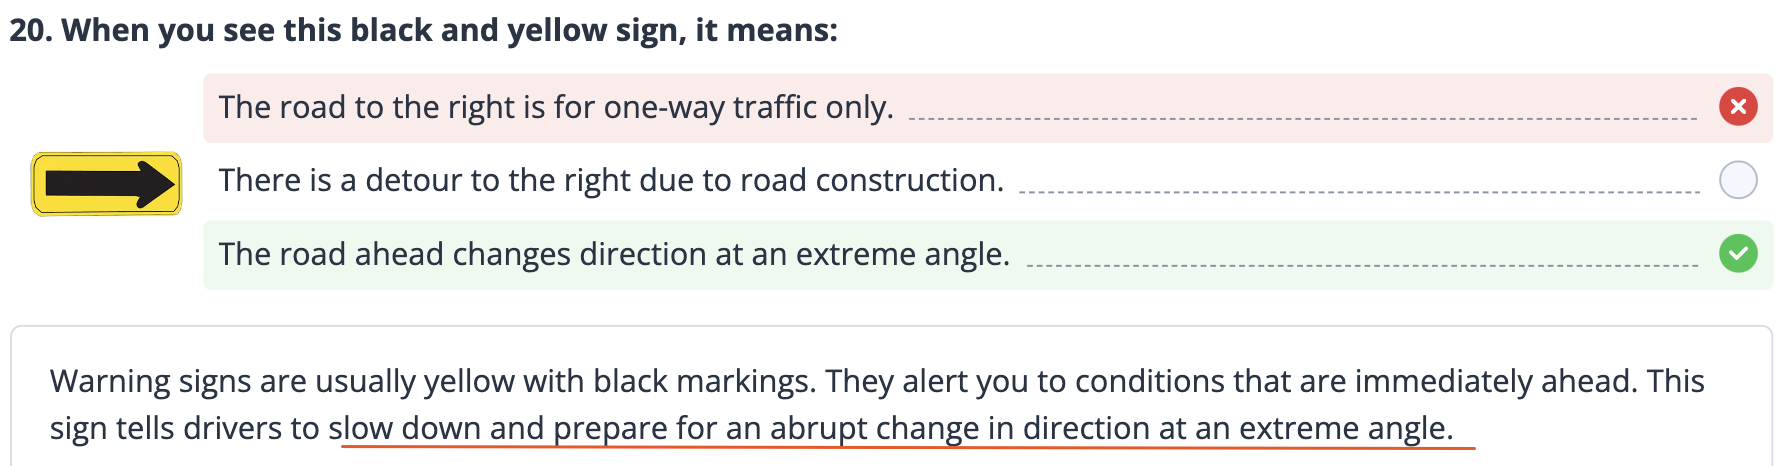 20. When you see this black and yellow sign, it means:
The road to the right is for one-way traffic only.
There is a detour to the right due to road construction.
The road ahead changes direction at an extreme angle.
Warning signs are usually yellow with black markings. They alert you to conditions that are immediately ahead. This
sign tells drivers to slow down and prepare for an abrupt change in direction at an extreme angle.